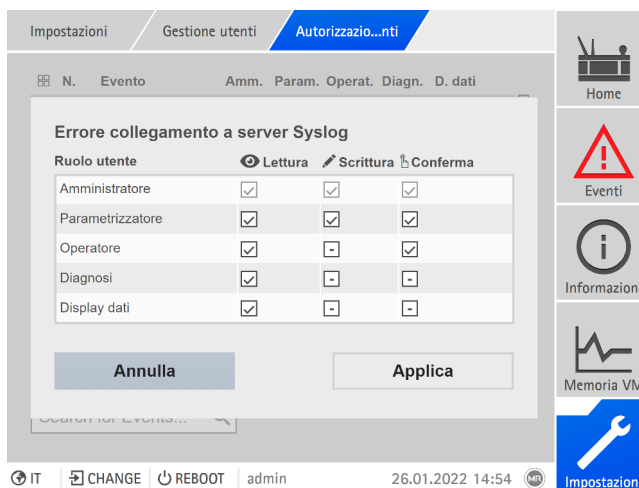 Impostazioni
Gestione utenti
Autorizzazio...nti
N. Evento Amm. Param. Operat. Diagn. D. dati
Errore collegamento a server Syslog
Ruolo utente Lettura Scrittura Conferma
Amministratore
Parametrizzatore
Operatore
Diagnosi
Display dati
Annulla
Applica
Search for Events...
IT CHANGE REBOOT admin 26.01.2022 14:54 MR
Home
Eventi
Informazion
Memoria VM
Impostazion